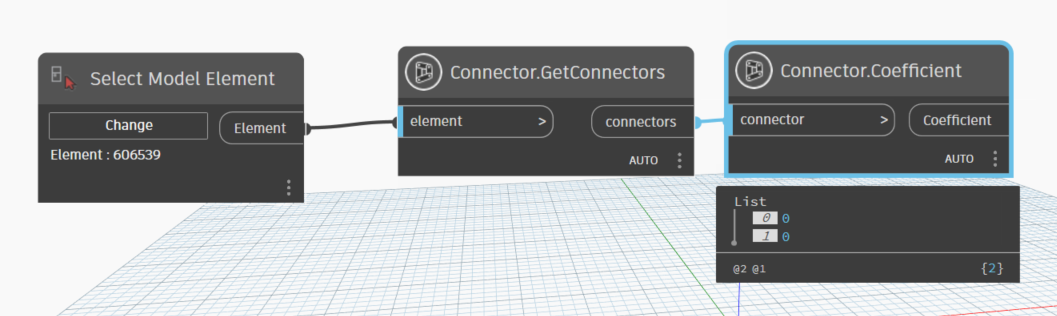 Select Model Element
Change
Element
Element : 606539
Connector.GetConnectors
element >
connectors
AUTO
Connector.Coefficient
connector >
Coefficient
AUTO
List
0 0
1 0
@2 @1 {2}